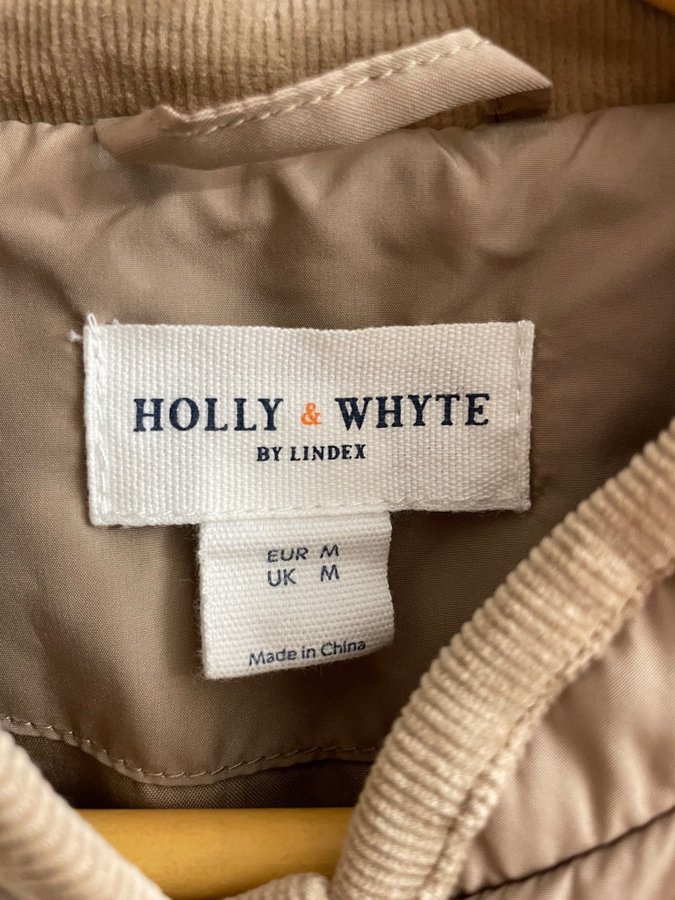 HOLLY & WHYTE
BY LINDEX
EUR M
UK M
Made in China